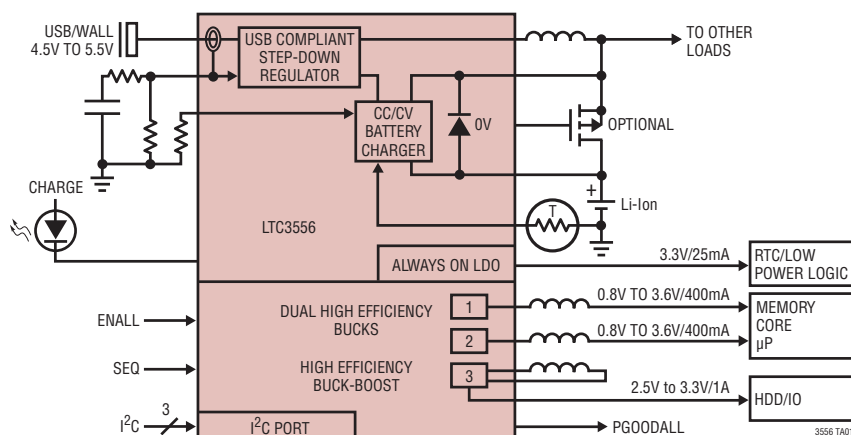 USB/WALL
4.5V TO 5.5V
USB COMPLIANT
STEP-DOWN
REGULATOR
TO OTHER
LOADS
CC/CV
BATTERY
CHARGER
0V
OPTIONAL
CHARGE
T
+
Li-Ion
LTC3556
ALWAYS ON LDO
3.3V/25mA
RTC/LOW
POWER LOGIC
ENALL
DUAL HIGH EFFICIENCY
BUCKS
1
0.8V TO 3.6V/400mA
2
0.8V TO 3.6V/400mA
MEMORY
CORE
µP
SEQ
HIGH EFFICIENCY
BUCK-BOOST
3
2.5V to 3.3V/1A
HDD/IO
I²C
3
I²C PORT
PGOODALL
3556 TA01